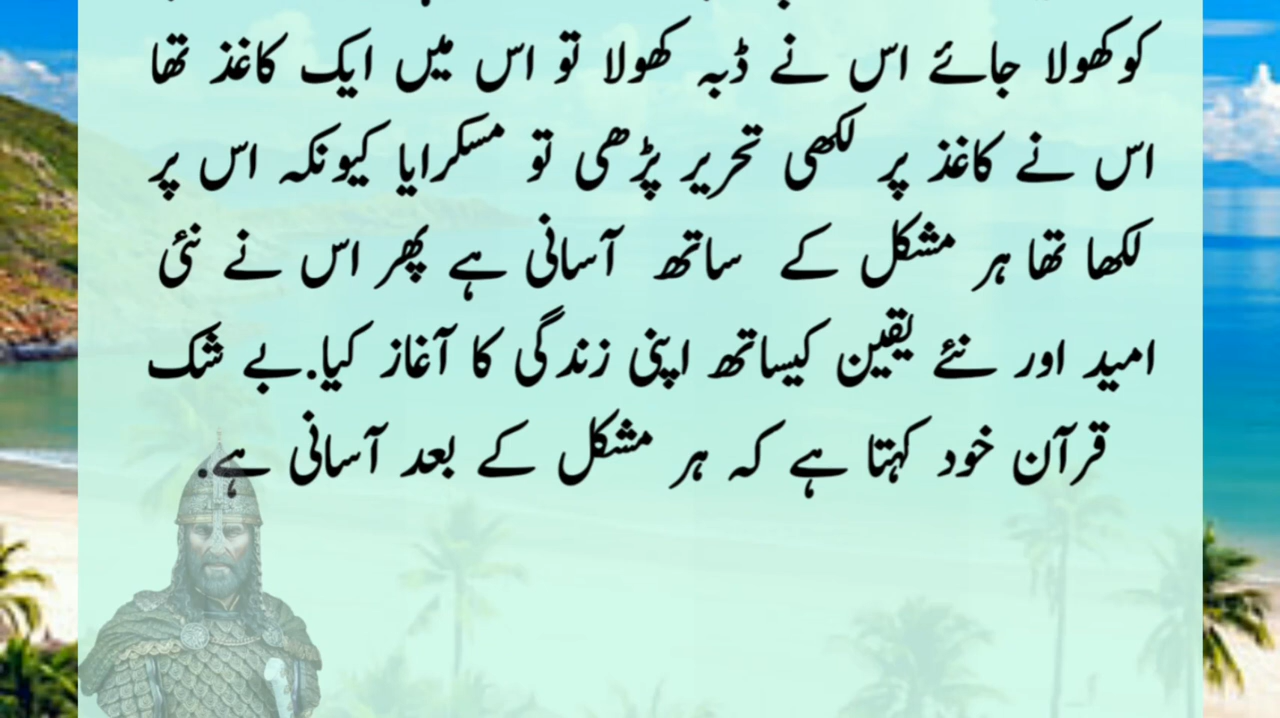 کوکھولا جائے اس نے ڈبہ کھولا تو اس میں ایک کاغذ تھا
اس نے کاغذ پر لکھی تحریر پڑھی تو مسکرایا کیونکہ اس پر
لکھا تھا ہر مشکل کے ساتھ آسانی ہے پھر اس نے نئی
امید اور نئے یقین کیساتھ اپنی زندگی کا آغاز کیا.بے شک
قرآن خود کہتا ہے کہ ہر مشکل کے بعد آسانی ہے.